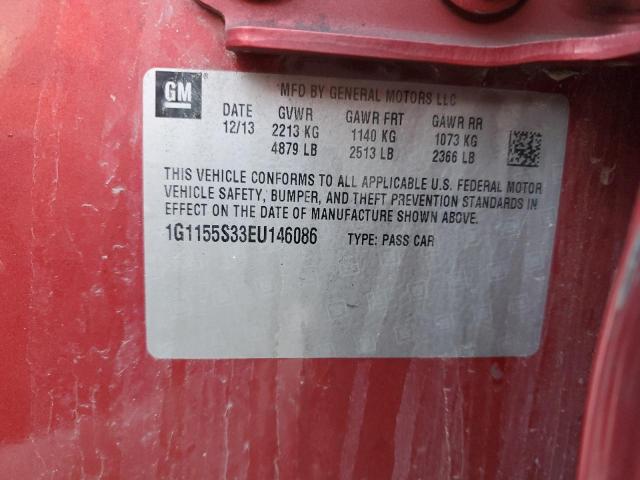 GM
MFD BY GENERAL MOTORS LLC
DATE GVWR GAWR FRT GAWR RR
12/13 2213 KG 1140 KG 1073 KG
4879 LB 2513 LB 2366 LB
THIS VEHICLE CONFORMS TO ALL APPLICABLE U.S. FEDERAL MOTOR
VEHICLE SAFETY, BUMPER, AND THEFT PREVENTION STANDARDS IN
EFFECT ON THE DATE OF MANUFACTURE SHOWN ABOVE.
1G1155S33EU146086 TYPE: PASS CAR